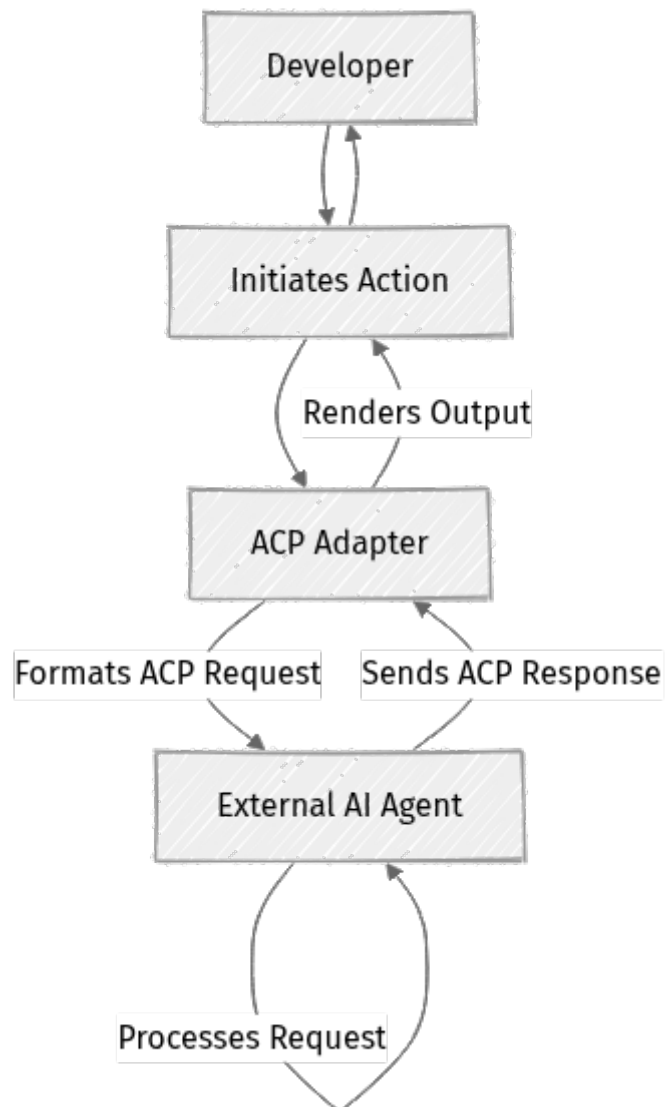 Developer
Initiates Action
Renders Output
ACP Adapter
Formats ACP Request
Sends ACP Response
External AI Agent
Processes Request